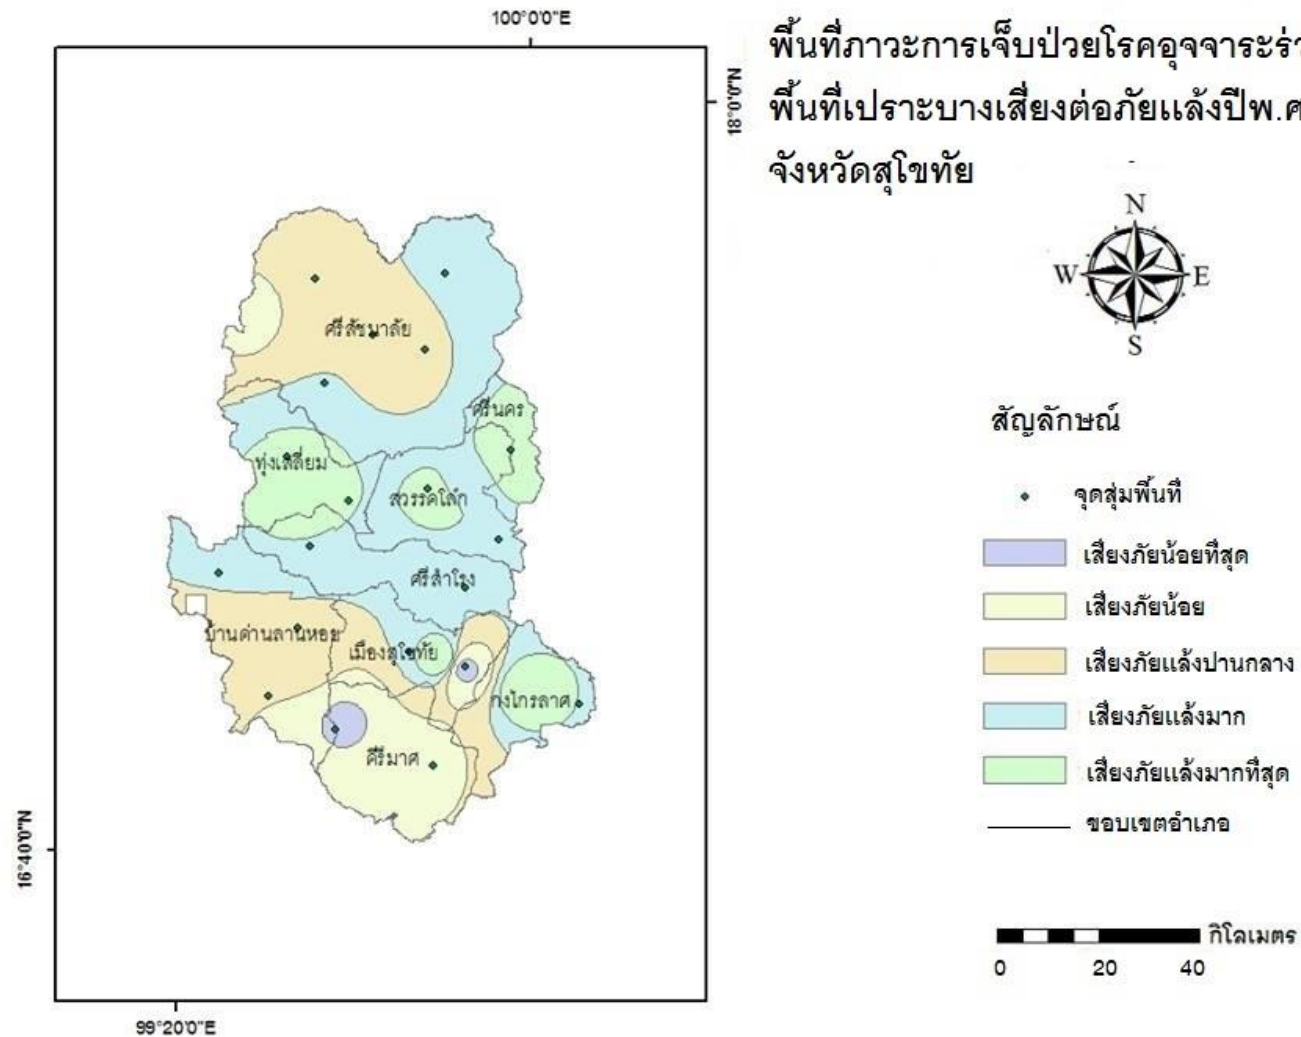 100°0'0"E
พื้นที่ภาวะการเจ็บป่วยโรคอุจจาระร่ว
18°0'0"N
พื้นที่เปราะบางเสี่ยงต่อภัยแล้งปีพ.ศ
จังหวัดสุโขทัย
N
W
E
S
ศรีสัชนาลัย
ศรีนคร
ทุ่งเสลี่ยม
สวรรคโลก
ศรีสำโรง
บ้านด่านลานหอย
เมืองสุโขทัย
กงไกรลาศ
คีรีมาศ
16°40'0"N
99°20'0"E
สัญลักษณ์
จุดสุ่มพื้นที่
เสี่ยงภัยน้อยที่สุด
เสี่ยงภัยน้อย
เสี่ยงภัยแล้งปานกลาง
เสี่ยงภัยแล้งมาก
เสี่ยงภัยแล้งมากที่สุด
ขอบเขตอำเภอ
กิโลเมตร
0 20 40